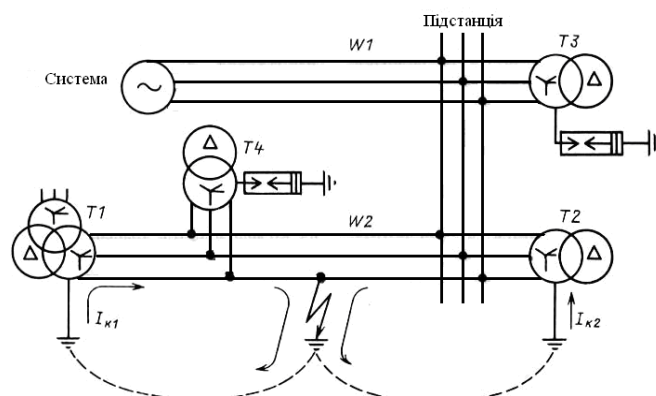 Підстанція
W1
T3
Система
~
Δ
Δ
T4
T1
W2
T2
Δ
Δ
Iк1
Iк2